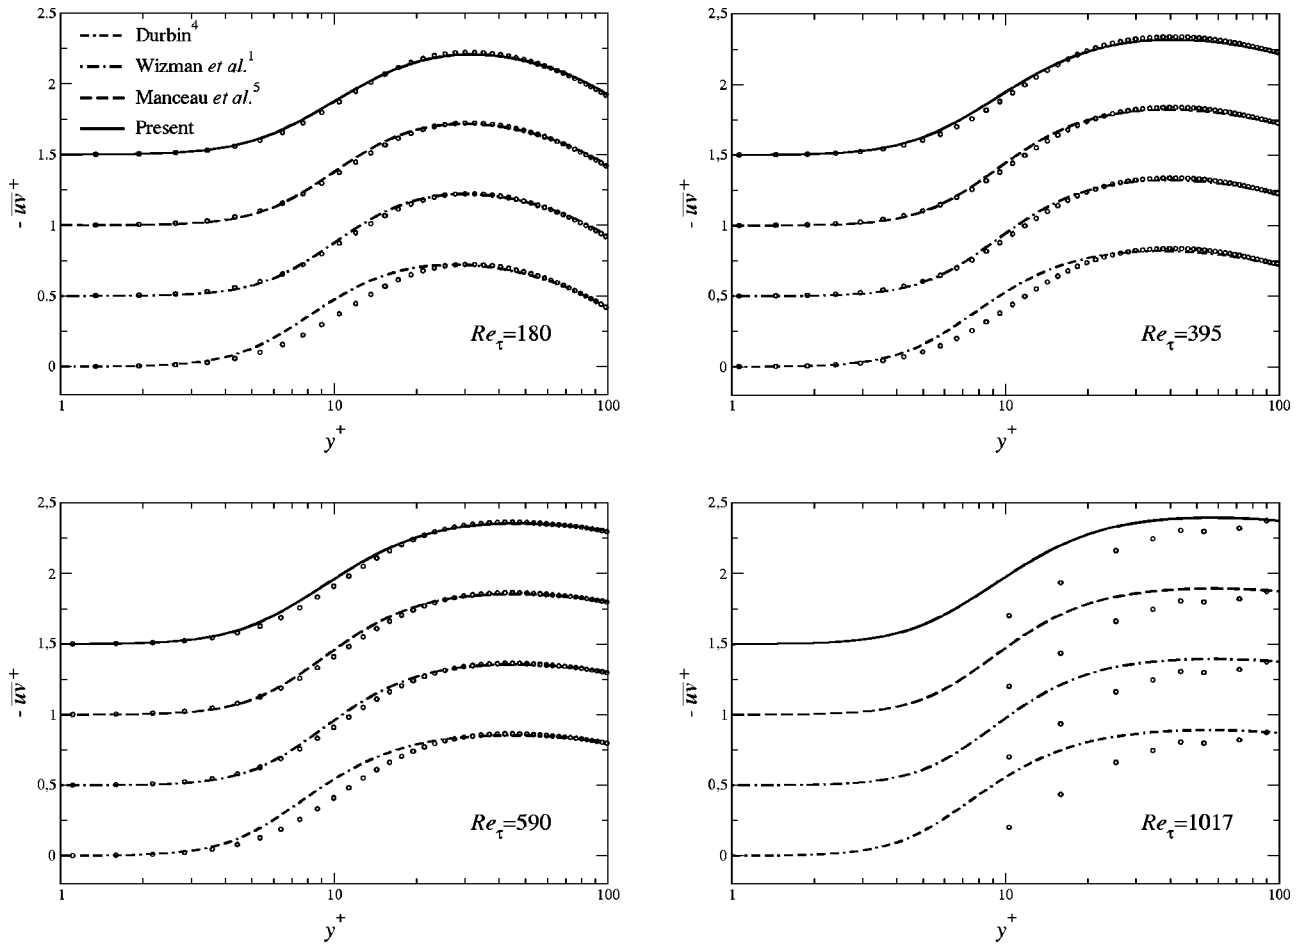 2,5
2
1,5
1
0,5
0
- uv+
Durbin4
Wizman et al.1
Manceau et al.5
Present
Reτ=180
1
10
100
y+
2,5
2
1,5
1
0,5
0
- uv+
Reτ=395
1
10
100
y+
2,5
2
1,5
1
0,5
0
- uv+
Reτ=590
1
10
100
y+
2,5
2
1,5
1
0,5
0
- uv+
Reτ=1017
1
10
100
y+